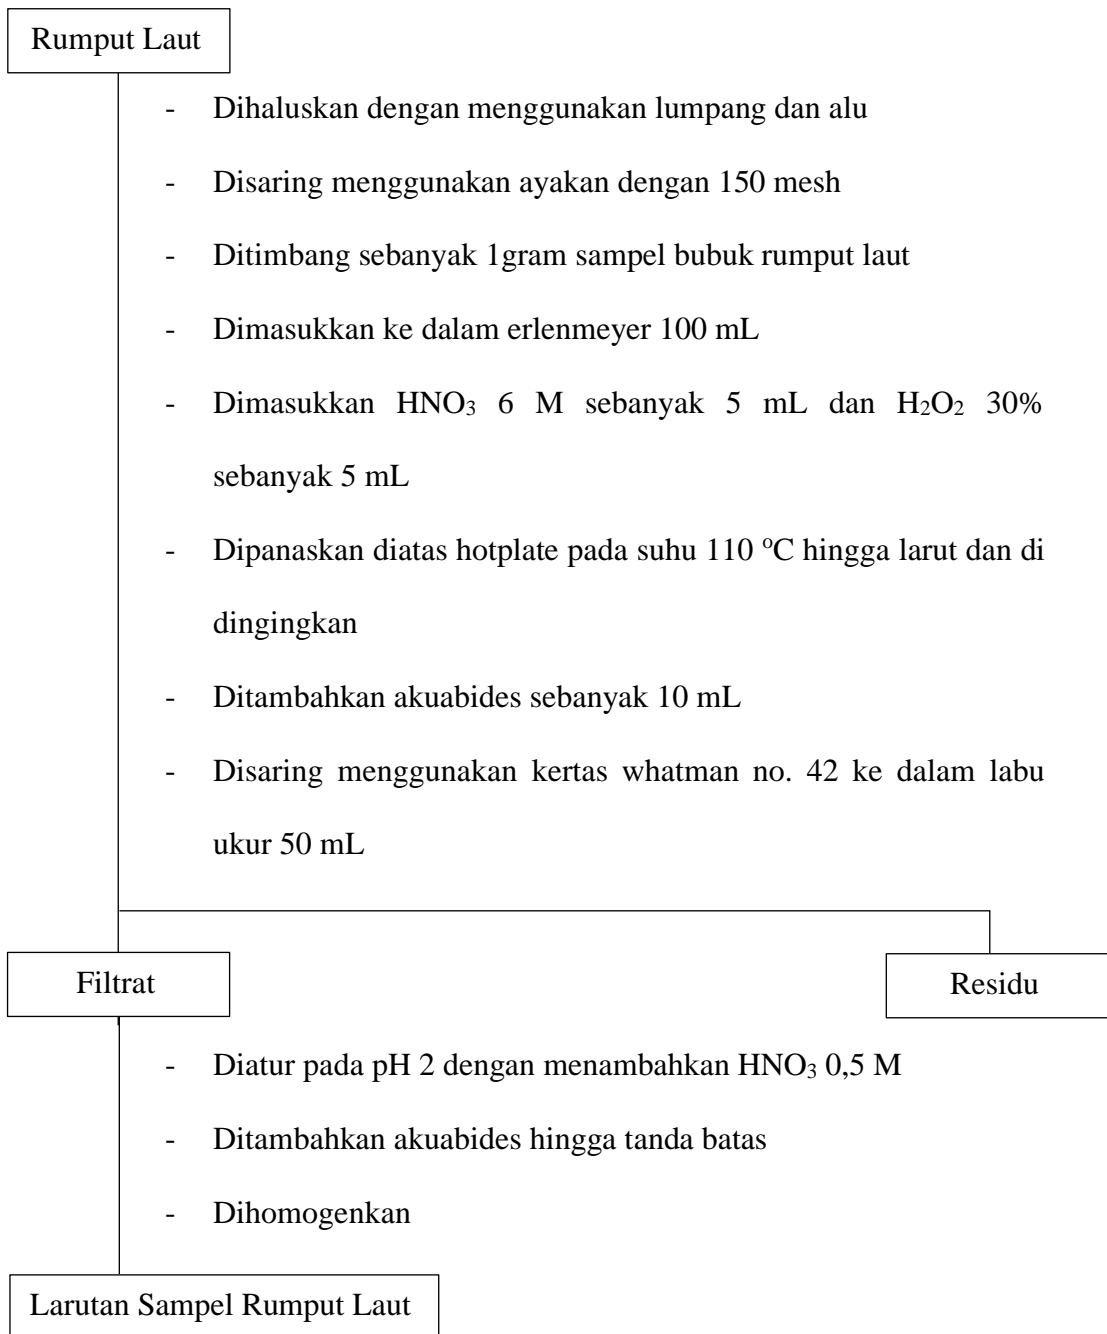 Rumput Laut
- Dihaluskan dengan menggunakan lumpang dan alu
- Disaring menggunakan ayakan dengan 150 mesh
- Ditimbang sebanyak 1gram sampel bubuk rumput laut
- Dimasukkan ke dalam erlenmeyer 100 mL
- Dimasukkan HNO₃ 6 M sebanyak 5 mL dan H₂O₂ 30%
sebanyak 5 mL
- Dipanaskan diatas hotplate pada suhu 110 °C hingga larut dan di
dingingkan
- Ditambahkan akuabides sebanyak 10 mL
- Disaring menggunakan kertas whatman no. 42 ke dalam labu
ukur 50 mL
Filtrat
Residu
- Diatur pada pH 2 dengan menambahkan HNO₃ 0,5 M
- Ditambahkan akuabides hingga tanda batas
- Dihomogenkan
Larutan Sampel Rumput Laut